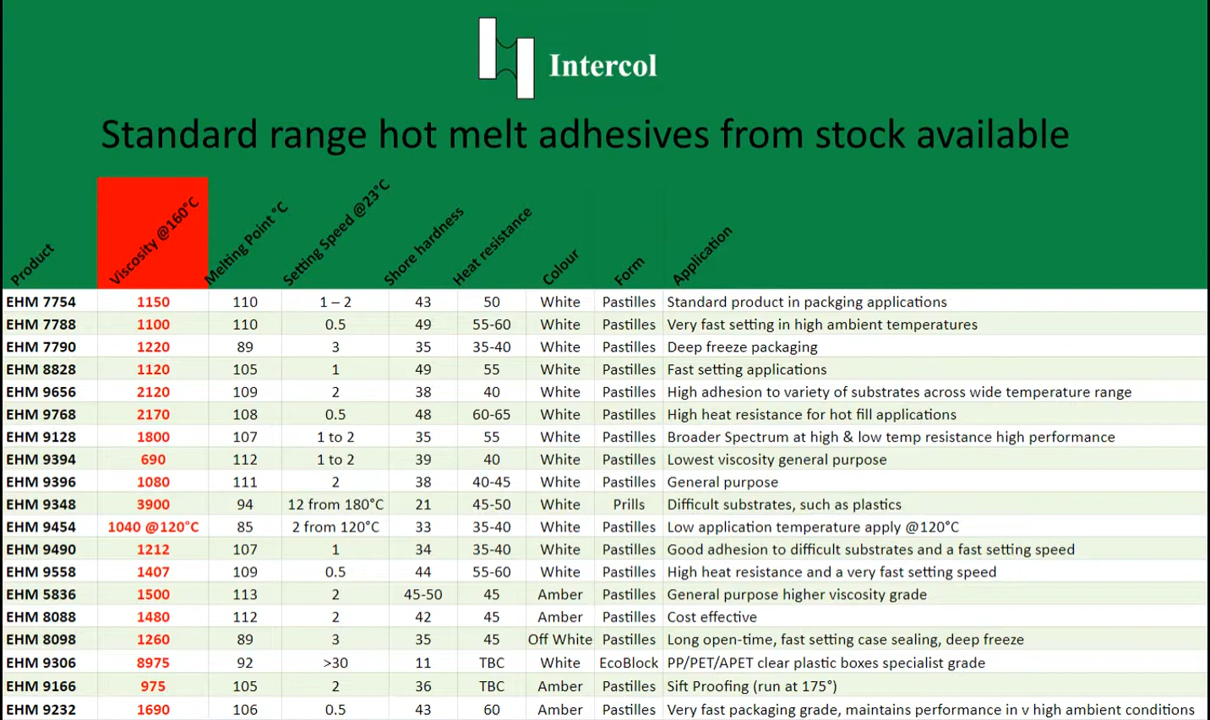 Intercol
Standard range hot melt adhesives from stock available
Product Viscosity @160°C Melting Point °C Setting Speed @23°C Shore hardness Heat resistance Colour Form Application
EHM 7754 1150 110 1 – 2 43 50 White Pastilles Standard product in packging applications
EHM 7788 1100 110 0.5 49 55-60 White Pastilles Very fast setting in high ambient temperatures
EHM 7790 1220 89 3 35 35-40 White Pastilles Deep freeze packaging
EHM 8828 1120 105 1 49 55 White Pastilles Fast setting applications
EHM 9656 2120 109 2 38 40 White Pastilles High adhesion to variety of substrates across wide temperature range
EHM 9768 2170 108 0.5 48 60-65 White Pastilles High heat resistance for hot fill applications
EHM 9128 1800 107 1 to 2 35 55 White Pastilles Broader Spectrum at high & low temp resistance high performance
EHM 9394 690 112 1 to 2 39 40 White Pastilles Lowest viscosity general purpose
EHM 9396 1080 111 2 38 40-45 White Pastilles General purpose
EHM 9348 3900 94 12 from 180°C 21 45-50 White Prills Difficult substrates, such as plastics
EHM 9454 1040 @120°C 85 2 from 120°C 33 35-40 White Pastilles Low application temperature apply @120°C
EHM 9490 1212 107 1 34 35-40 White Pastilles Good adhesion to difficult substrates and a fast setting speed
EHM 9558 1407 109 0.5 44 55-60 White Pastilles High heat resistance and a very fast setting speed
EHM 5836 1500 113 2 45-50 45 Amber Pastilles General purpose higher viscosity grade
EHM 8088 1480 112 2 42 45 Amber Pastilles Cost effective
EHM 8098 1260 89 3 35 45 Off White Pastilles Long open-time, fast setting case sealing, deep freeze
EHM 9306 8975 92 >30 11 TBC White EcoBlock PP/PET/APET clear plastic boxes specialist grade
EHM 9166 975 105 2 36 TBC Amber Pastilles Sift Proofing (run at 175°)
EHM 9232 1690 106 0.5 43 60 Amber Pastilles Very fast packaging grade, maintains performance in v high ambient conditions